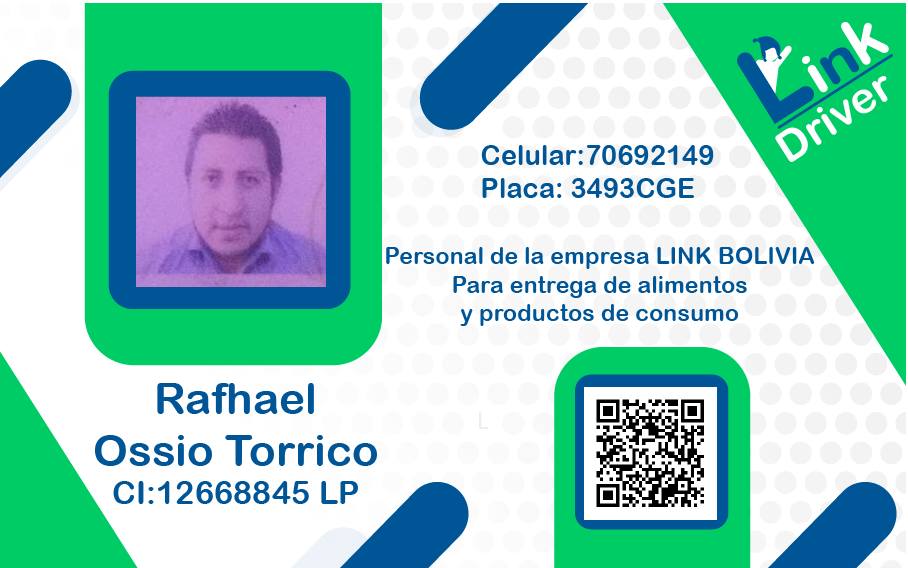 Link
Driver
Celular:70692149
Placa: 3493CGE
Personal de la empresa LINK BOLIVIA
Para entrega de alimentos
y productos de consumo
Rafhael
Ossio Torrico
CI:12668845 LP
L